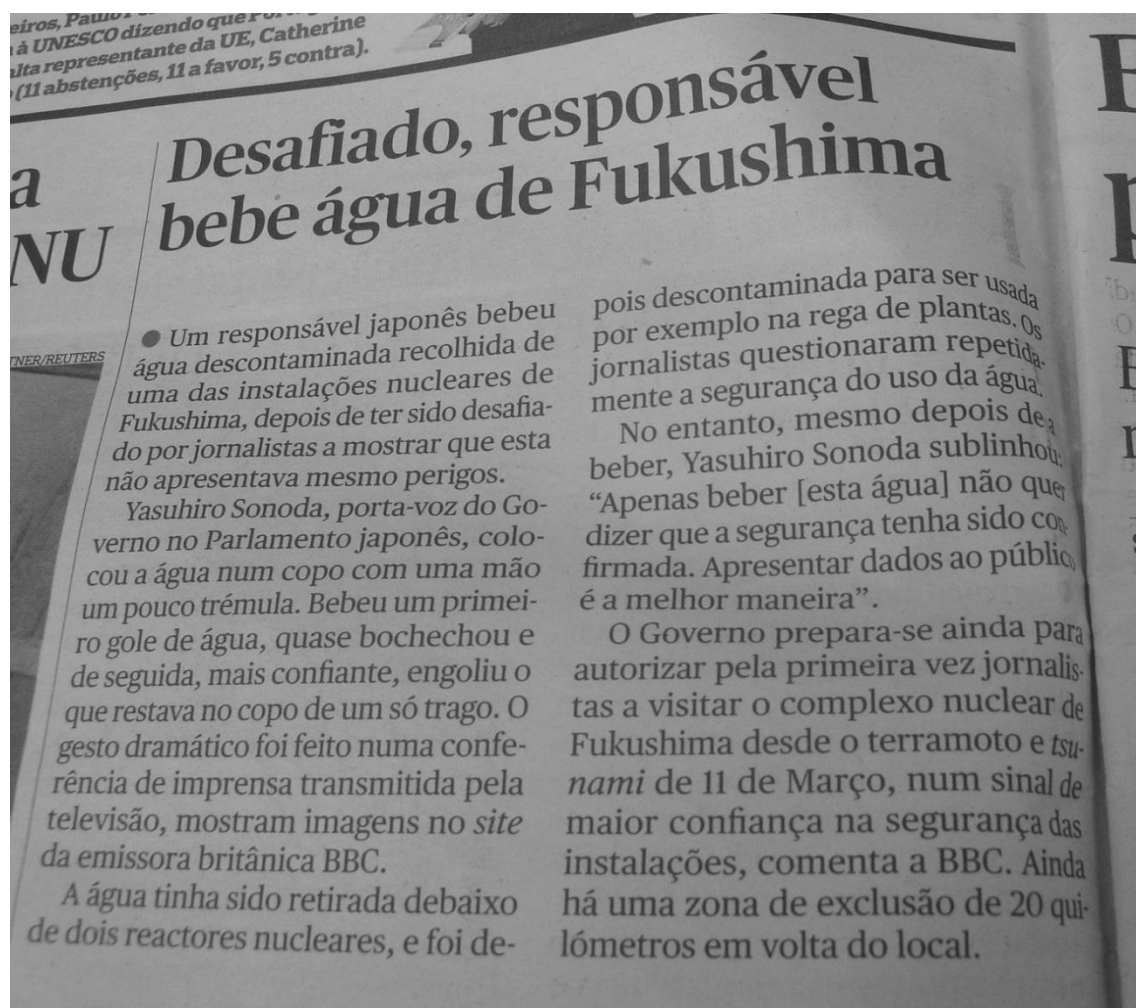 eiros,
à UNESCO dizendo que
alta representante da UE, Catherine
(11 abstenções, 11 a favor, 5 contra).
a
NU
TNER/REUTERS
Desafiado, responsável
bebe água de Fukushima
● Um responsável japonês bebeu
água descontaminada recolhida de
uma das instalações nucleares de
Fukushima, depois de ter sido desafia-
do por jornalistas a mostrar que esta
não apresentava mesmo perigos.
Yasuhiro Sonoda, porta-voz do Go-
verno no Parlamento japonês, colo-
cou a água num copo com uma mão
um pouco trémula. Bebeu um primei-
ro gole de água, quase bochechou e
de seguida, mais confiante, engoliu o
que restava no copo de um só trago. O
gesto dramático foi feito numa confe-
rência de imprensa transmitida pela
televisão, mostram imagens no site
da emissora britânica BBC.
A água tinha sido retirada debaixo
de dois reactores nucleares, e foi de-
pois descontaminada para ser usada
por exemplo na rega de plantas. Os
jornalistas questionaram repetida-
mente a segurança do uso da água.
No entanto, mesmo depois de a
beber, Yasuhiro Sonoda sublinhou:
“Apenas beber [esta água] não quer
dizer que a segurança tenha sido con-
firmada. Apresentar dados ao público,
é a melhor maneira”.
O Governo prepara-se ainda para
autorizar pela primeira vez jornalis-
tas a visitar o complexo nuclear de
Fukushima desde o terramoto e tsu-
nami de 11 de Março, num sinal de
maior confiança na segurança das
instalações, comenta a BBC. Ainda
há uma zona de exclusão de 20 qui-
lómetros em volta do local.